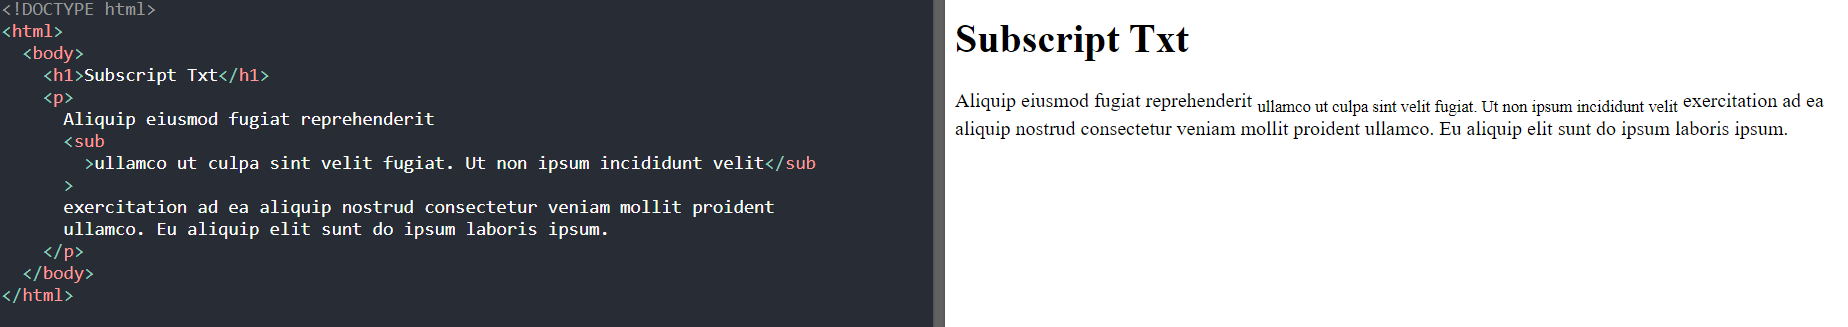 <!DOCTYPE html>
<html>
<body>
<h1>Subscript Txt</h1>
<p>
Aliquip eiusmod fugiat reprehenderit
<sub
>ullamco ut culpa sint velit fugiat. Ut non ipsum incididunt velit</sub
>
exercitation ad ea aliquip nostrud consectetur veniam mollit proident
ullamco. Eu aliquip elit sunt do ipsum laboris ipsum.
</p>
</body>
</html>
Subscript Txt
Aliquip eiusmod fugiat reprehenderit ullamco ut culpa sint velit fugiat. Ut non ipsum incididunt velit exercitation ad ea
aliquip nostrud consectetur veniam mollit proident ullamco. Eu aliquip elit sunt do ipsum laboris ipsum.